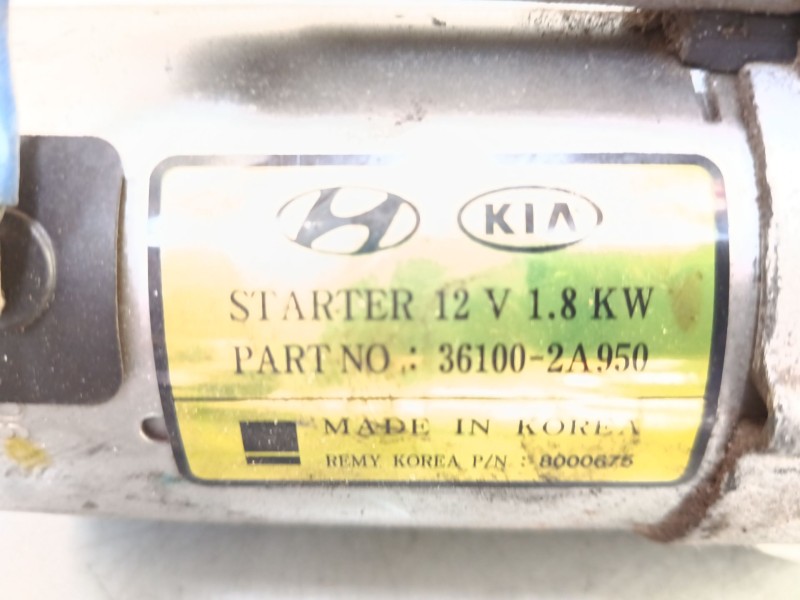 KIA
STARTER 12 V 1.8 KW
PART NO : 36100-2A950
MADE IN KOREA
REMY KOREA P/N : 8000675